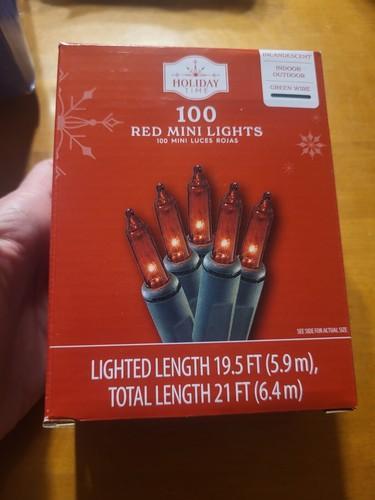 HOLIDAY
TIME
INCANDESCENT
INDOOR
OUTDOOR
GREEN WIRE
100
RED MINI LIGHTS
100 MINI LUCES ROJAS
SEE SIDE FOR ACTUAL SIZE
LIGHTED LENGTH 19.5 FT (5.9 m),
TOTAL LENGTH 21 FT (6.4 m)